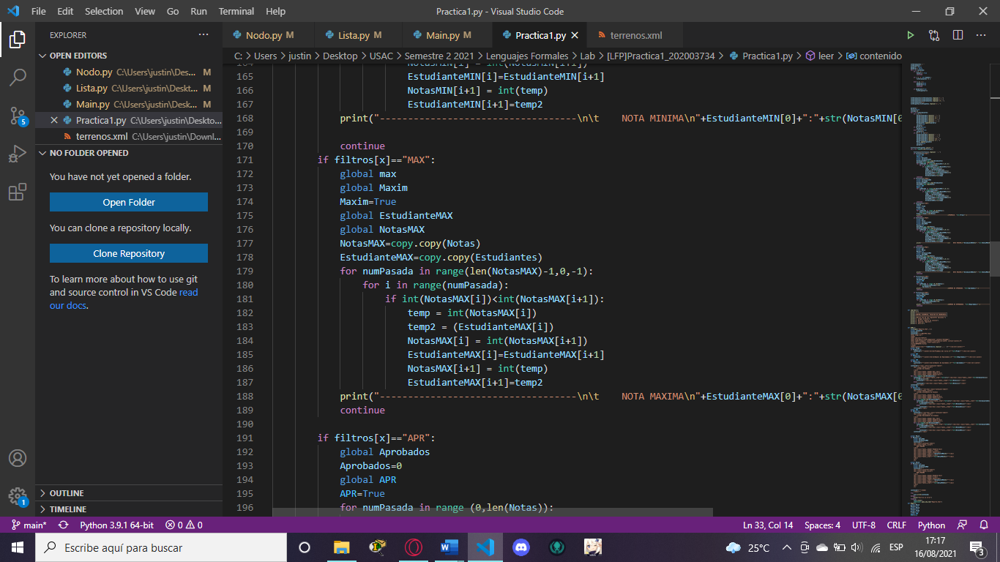 File Edit Selection View Go Run Terminal Help Practica1.py - Visual Studio Code
EXPLORER
OPEN EDITORS
Nodo.py C:\Users\justin\Des... M
Lista.py C:\Users\justin\Deskt... M
Main.py C:\Users\justin\Desk... M
Practica1.py C:\Users\justin\Deskto...
terrenos.xml C:\Users\justin\Downl...
NO FOLDER OPENED
You have not yet opened a folder.
Open Folder
You can clone a repository locally.
Clone Repository
To learn more about how to use git
and source control in VS Code read
our docs.
OUTLINE
TIMELINE
5
1
Nodo.py M Lista.py M Main.py M Practica1.py terrenos.xml
C: > Users > justin > Desktop > USAC > Semestre 2 2021 > Lenguajes Formales > Lab > [LFP]Practica1_202003734 > Practica1.py > leer > contenido
164 NotasMIN[i] = int(NotasMIN[i+1])
165 EstudianteMIN[i]=EstudianteMIN[i+1]
166 NotasMIN[i+1] = int(temp)
167 EstudianteMIN[i+1]=temp2
168 print("-----------------------------------\n\t    NOTA MINIMA\n"+EstudianteMIN[0]+":"+str(NotasMIN[0
169
170 continue
171 if filtros[x]=="MAX":
172 global max
173 global Maxim
174 Maxim=True
175 global EstudianteMAX
176 global NotasMAX
177 NotasMAX=copy.copy(Notas)
178 EstudianteMAX=copy.copy(Estudiantes)
179 for numPasada in range(len(NotasMAX)-1,0,-1):
180 for i in range(numPasada):
181 if int(NotasMAX[i])<int(NotasMAX[i+1]):
182 temp = int(NotasMAX[i])
183 temp2 = (EstudianteMAX[i])
184 NotasMAX[i] = int(NotasMAX[i+1])
185 EstudianteMAX[i]=EstudianteMAX[i+1]
186 NotasMAX[i+1] = int(temp)
187 EstudianteMAX[i+1]=temp2
188 print("-----------------------------------\n\t    NOTA MAXIMA\n"+EstudianteMAX[0]+":"+str(NotasMAX[0
189 continue
190
191 if filtros[x]=="APR":
192 global Aprobados
193 Aprobados=0
194 global APR
195 APR=True
196 for numPasada in range (0,len(Notas)):
main* Python 3.9.1 64-bit 0 0 Ln 33, Col 14 Spaces: 4 UTF-8 CRLF Python
Escribe aquí para buscar
25°C ESP 17:17
16/08/2021
3